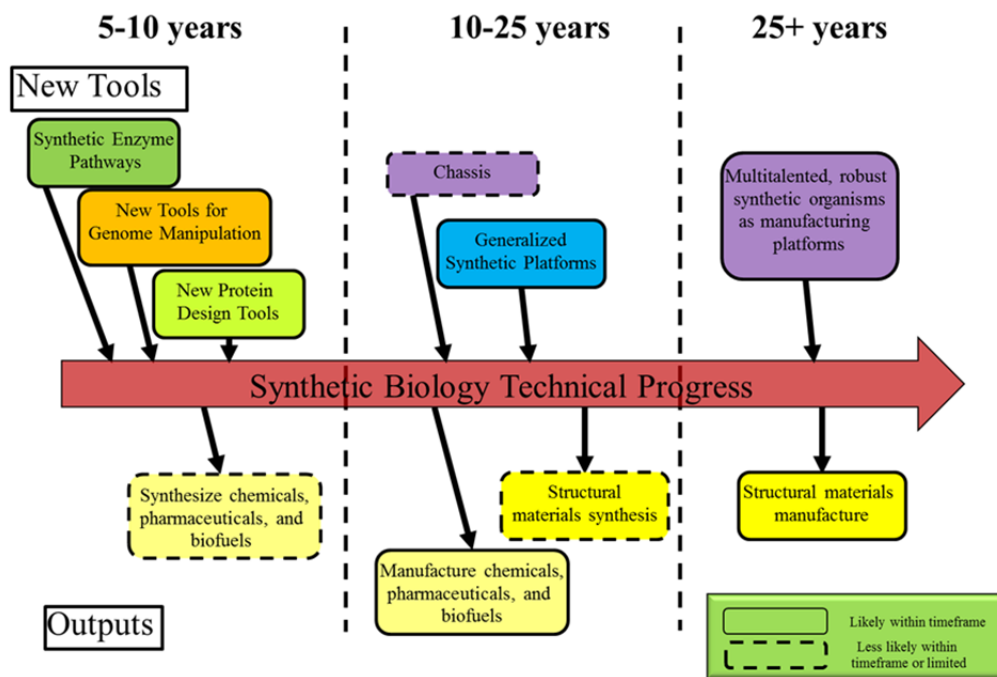 5-10 years
10-25 years
25+ years
New Tools
Synthetic Enzyme
Pathways
New Tools for
Genome Manipulation
New Protein
Design Tools
Chassis
Generalized
Synthetic Platforms
Multitalented, robust
synthetic organisms
as manufacturing
platforms
Synthetic Biology Technical Progress
Synthesize chemicals,
pharmaceuticals, and
biofuels
Manufacture chemicals,
pharmaceuticals, and
biofuels
Structural
materials synthesis
Structural materials
manufacture
Outputs
Likely within timeframe
Less likely within
timeframe or limited